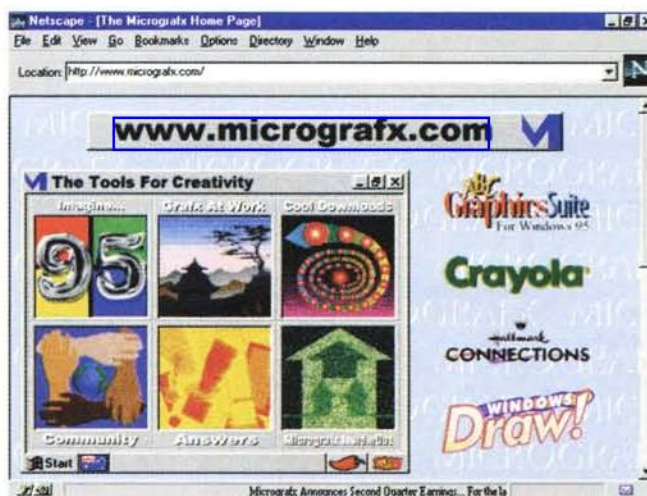 Netscape - [The Micrografx Home Page]
File Edit View Go Bookmarks Options Directory Window Help
Location: http://www.micrografx.com/
N
www.micrografx.com
The Tools For Creativity
Imagine... Grafx At Work Cool Downloads
95
Community Answers Micrografx
Start
ABC
Graphics Suite
For Windows 95
Crayola
Hallmark
CONNECTIONS
WINDOWS
Draw!
Micrografx Announces Second Quarter Earnings... For the la